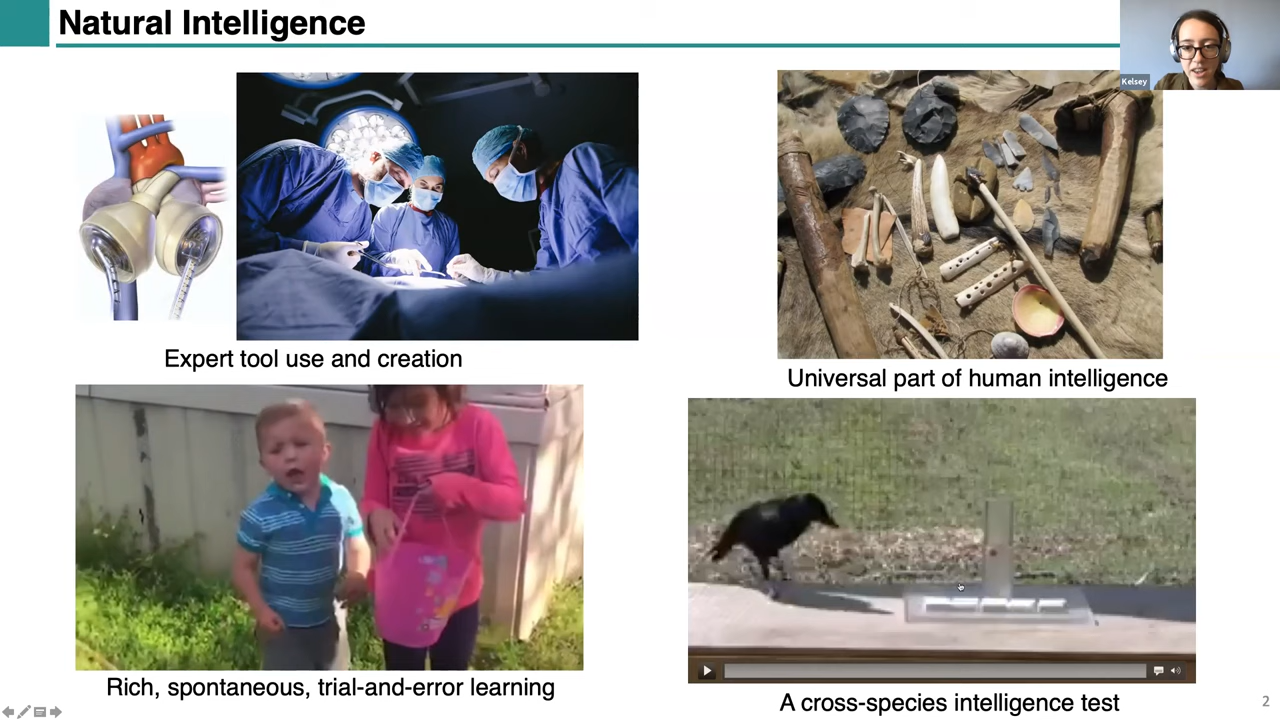 Natural Intelligence
Kelsey
Expert tool use and creation
Universal part of human intelligence
Rich, spontaneous, trial-and-error learning
A cross-species intelligence test
2